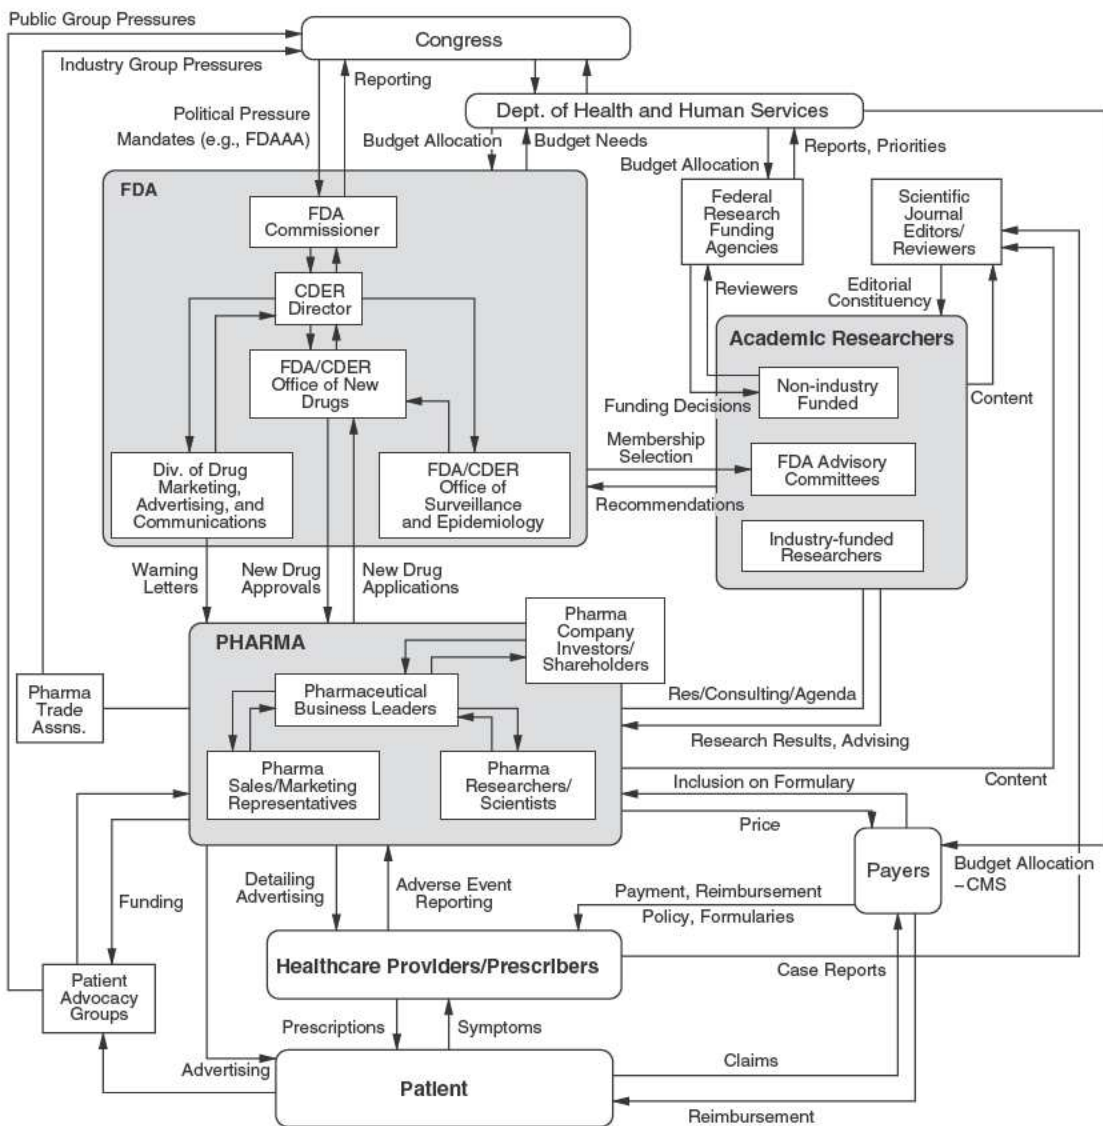 Public Group Pressures
Congress
Industry Group Pressures
Reporting
Political Pressure
Mandates (e.g., FDAAA)
Dept. of Health and Human Services
Budget Allocation
Budget Needs
Budget Allocation
Reports, Priorities
FDA
FDA
Commissioner
Federal
Research
Funding
Agencies
Scientific
Journal
Editors/
Reviewers
CDER
Director
Reviewers
Editorial
Constituency
Academic Researchers
FDA/CDER
Office of New
Drugs
Non-industry
Funded
Funding Decisions
Content
Membership
Selection
Div. of Drug
Marketing,
Advertising, and
Communications
FDA/CDER
Office of
Surveillance
and Epidemiology
FDA Advisory
Committees
Recommendations
Industry-funded
Researchers
Warning
Letters
New Drug
Approvals
New Drug
Applications
PHARMA
Pharma
Company
Investors/
Shareholders
Pharma
Trade
Assns.
Pharmaceutical
Business Leaders
Res/Consulting/Agenda
Research Results, Advising
Pharma
Sales/Marketing
Representatives
Pharma
Researchers/
Scientists
Inclusion on Formulary
Content
Price
Payers
Budget Allocation
–CMS
Funding
Detailing
Advertising
Adverse Event
Reporting
Payment, Reimbursement
Policy, Formularies
Healthcare Providers/Prescribers
Case Reports
Patient
Advocacy
Groups
Prescriptions
Symptoms
Advertising
Patient
Claims
Reimbursement